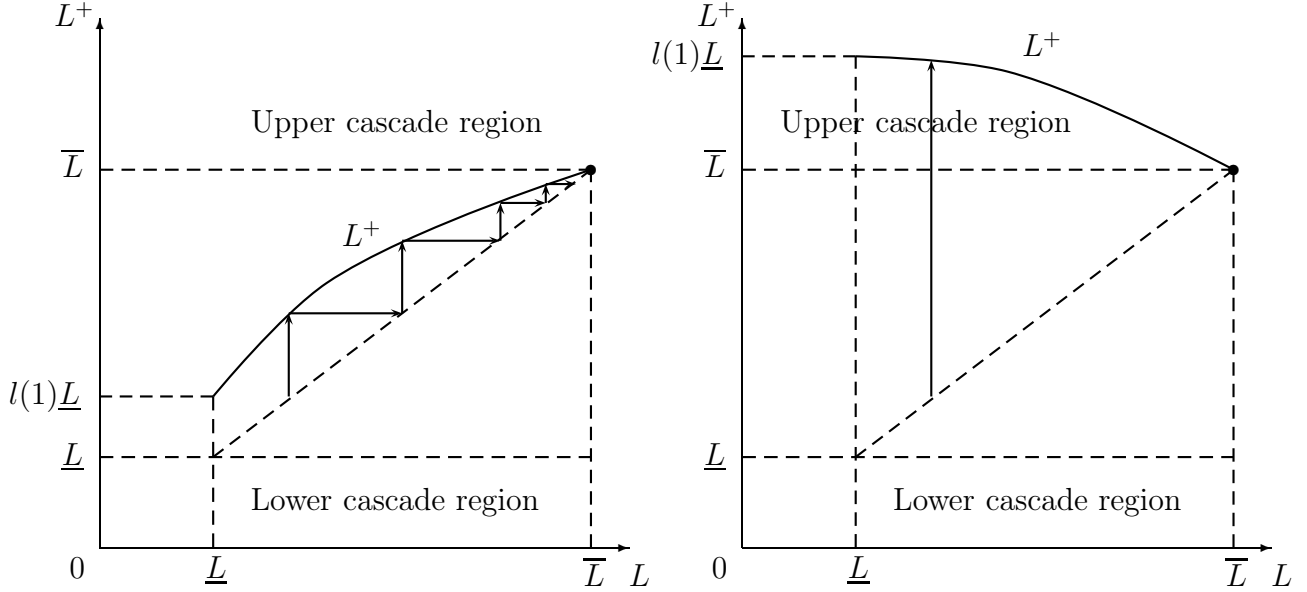 L⁺
Upper cascade region
L̅
L⁺
l(1)L̲
L̲
Lower cascade region
0
L̲
L̅
L
L⁺
l(1)L̲
L⁺
Upper cascade region
L̅
L̲
Lower cascade region
0
L̲
L̅
L